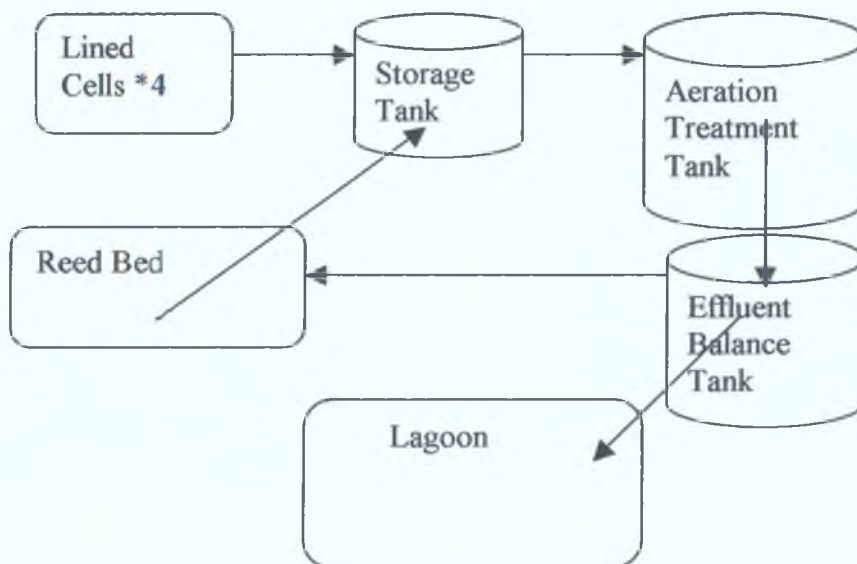 Lined
Cells *4
Storage
Tank
Aeration
Treatment
Tank
Reed Bed
Effluent
Balance
Tank
Lagoon